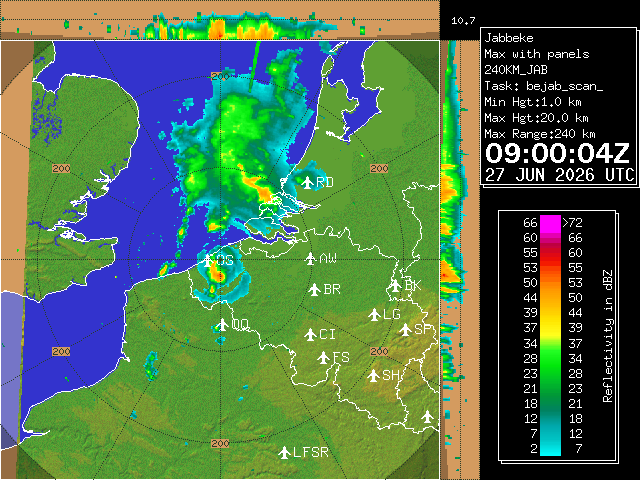 10.7
Jabbeke
Max with panels
240KM_JAB
Task: bejab_scan_
Min Hgt:1.0 km
Max Hgt:20.0 km
Max Range:240 km
09:00:04Z
27 JUN 2026 UTC
200
200
200
RD
OS
AW
BR
BK
LG
QO
CI
SP
200
FS
SH
200
LFSR
66 >72
60 66
55 60
53 55
50 53
44 50
39 44
37 39
34 37
28 34
24 28
23 24
21 23
18 21
12 18
7 12
2 7
Reflectivity in dBZ